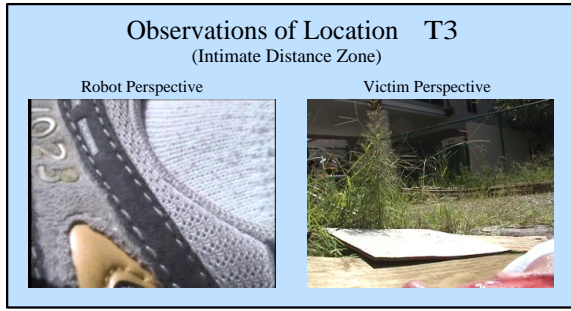 Observations of Location T3
(Intimate Distance Zone)
Robot Perspective
Victim Perspective
1023